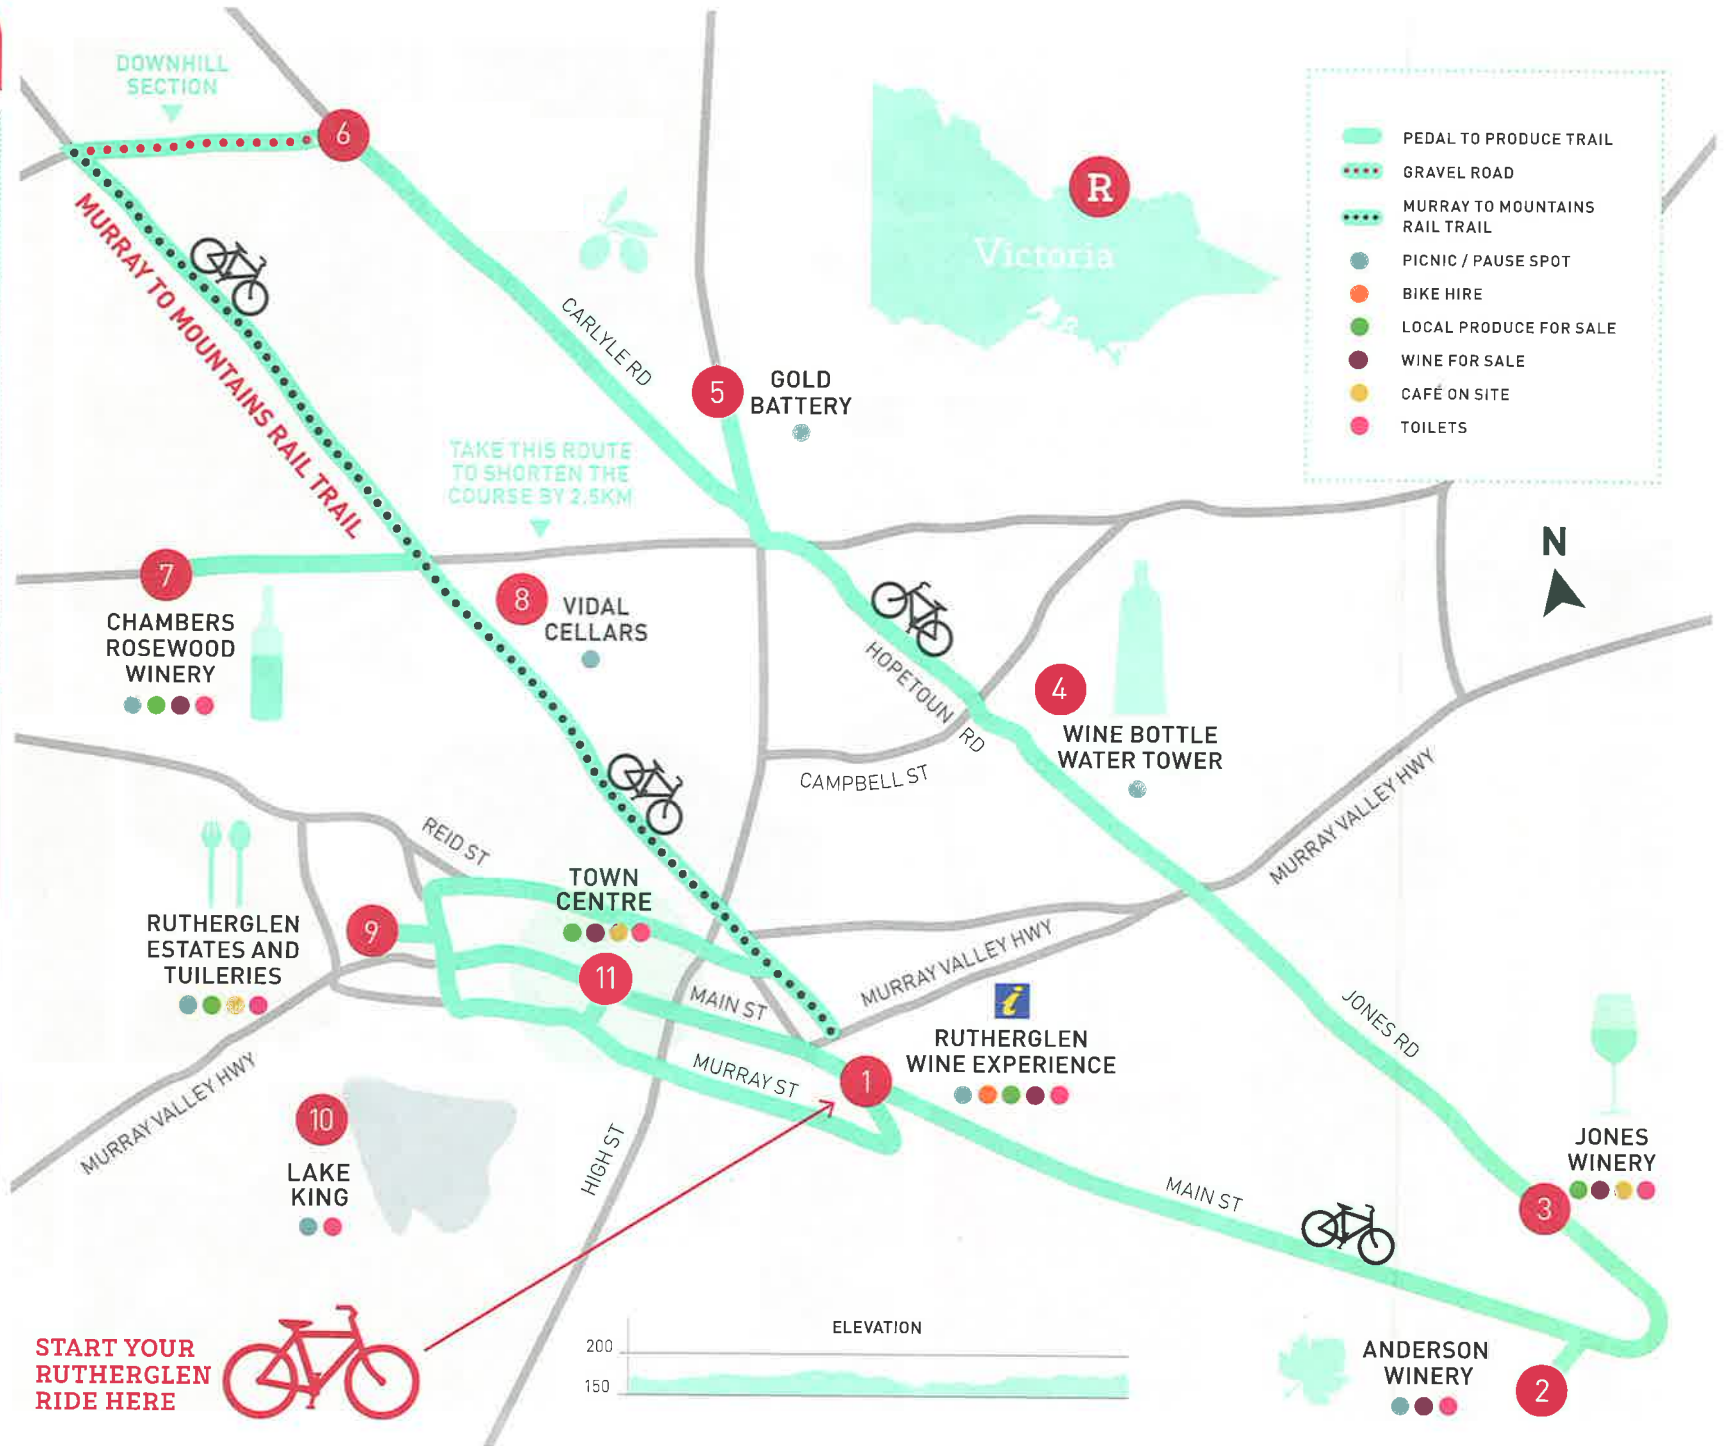 DOWNHILL
SECTION
6
MURRAY TO MOUNTAINS RAIL TRAIL
CARLYLE RD
5
GOLD
BATTERY
R
Victoria
PEDAL TO PRODUCE TRAIL
GRAVEL ROAD
MURRAY TO MOUNTAINS
RAIL TRAIL
PICNIC / PAUSE SPOT
BIKE HIRE
LOCAL PRODUCE FOR SALE
WINE FOR SALE
CAFÉ ON SITE
TOILETS
TAKE THIS ROUTE
TO SHORTEN THE
COURSE BY 2.5KM
N
7
CHAMBERS
ROSEWOOD
WINERY
8
VIDAL
CELLARS
HOPETOUN RD
4
WINE BOTTLE
WATER TOWER
CAMPBELL ST
MURRAY VALLEY HWY
REID ST
TOWN
CENTRE
9
RUTHERGLEN
ESTATES AND
TUILERIES
11
MAIN ST
MURRAY VALLEY HWY
i
RUTHERGLEN
WINE EXPERIENCE
1
MURRAY ST
JONES RD
MURRAY VALLEY HWY
10
LAKE
KING
HIGH ST
JONES
WINERY
3
MAIN ST
START YOUR
RUTHERGLEN
RIDE HERE
ELEVATION
200
150
ANDERSON
WINERY
2